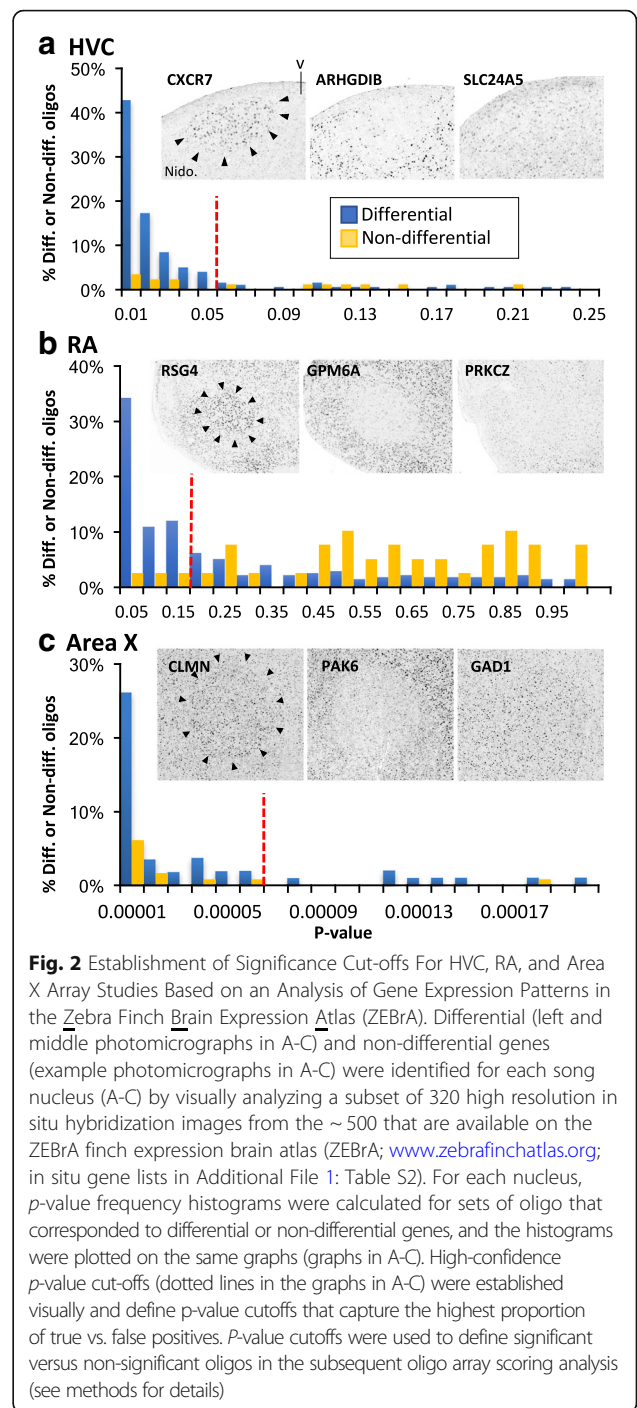 a HVC
50%
40%
30%
20%
10%
0%
% Diff. or Non-diff. oligos
CXCR7
V
ARHGDIB
SLC24A5
Nido.
Differential
Non-differential
0.01 0.05 0.09 0.13 0.17 0.21 0.25
b RA
40%
30%
20%
10%
0%
% Diff. or Non-diff. oligos
RSG4
GPM6A
PRKCZ
0.05 0.15 0.25 0.35 0.45 0.55 0.65 0.75 0.85 0.95
c Area X
30%
20%
10%
0%
% Diff. or Non-diff. oligos
CLMN
PAK6
GAD1
0.00001 0.00005 0.00009 0.00013 0.00017
P-value
Fig. 2 Establishment of Significance Cut-offs For HVC, RA, and Area
X Array Studies Based on an Analysis of Gene Expression Patterns in
the Zebra Finch Brain Expression Atlas (ZEBrA). Differential (left and
middle photomicrographs in A-C) and non-differential genes
(example photomicrographs in A-C) were identified for each song
nucleus (A-C) by visually analyzing a subset of 320 high resolution in
situ hybridization images from the ~ 500 that are available on the
ZEBrA finch expression brain atlas (ZEBrA; www.zebrafinchatlas.org;
in situ gene lists in Additional File 1: Table S2). For each nucleus,
p-value frequency histograms were calculated for sets of oligo that
corresponded to differential or non-differential genes, and the histograms
were plotted on the same graphs (graphs in A-C). High-confidence
p-value cut-offs (dotted lines in the graphs in A-C) were established
visually and define p-value cutoffs that capture the highest proportion
of true vs. false positives. P-value cutoffs were used to define significant
versus non-significant oligos in the subsequent oligo array scoring analysis
(see methods for details)